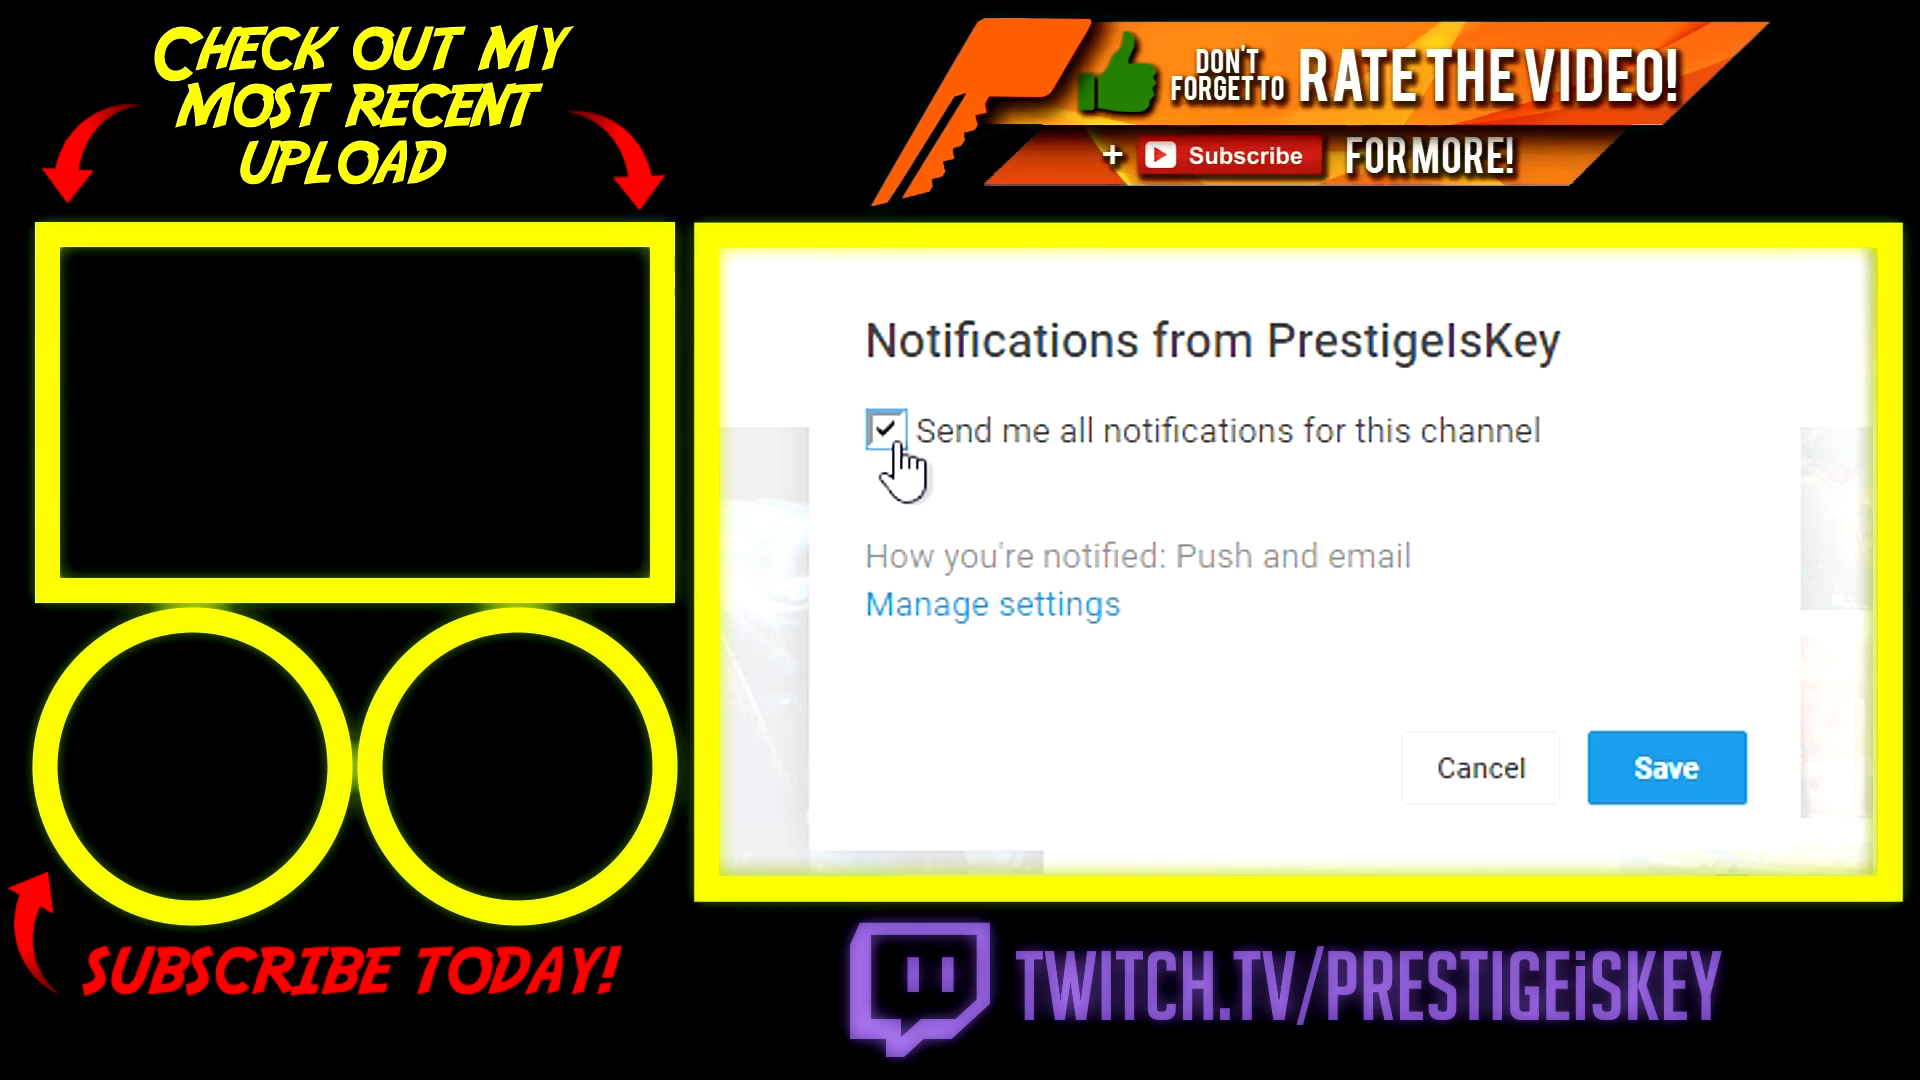 CHECK OUT MY
MOST RECENT
UPLOAD
DON'T
FORGET TO
RATE THE VIDEO!
+ Subscribe FOR MORE!
Notifications from PrestigeIsKey
Send me all notifications for this channel
How you're notified: Push and email
Manage settings
Cancel
Save
SUBSCRIBE TODAY!
TWITCH.TV/PRESTIGEiSKEY